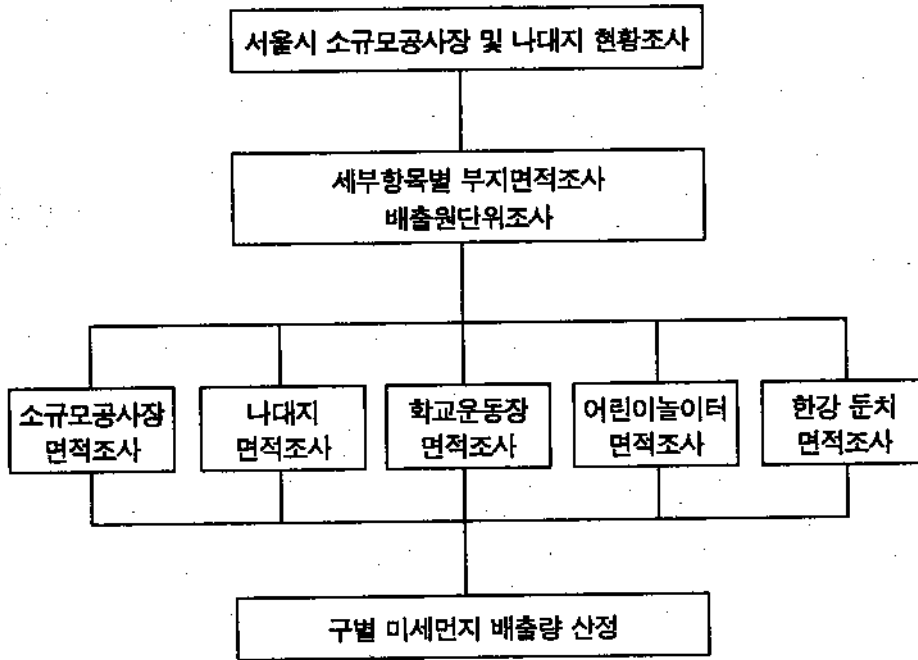 서울시 소규모공사장 및 나대지 현황조사
세부항목별 부지면적조사
배출원단위조사
소규모공사장
면적조사
나대지
면적조사
학교운동장
면적조사
어린이놀이터
면적조사
한강 둔치
면적조사
구별 미세먼지 배출량 산정